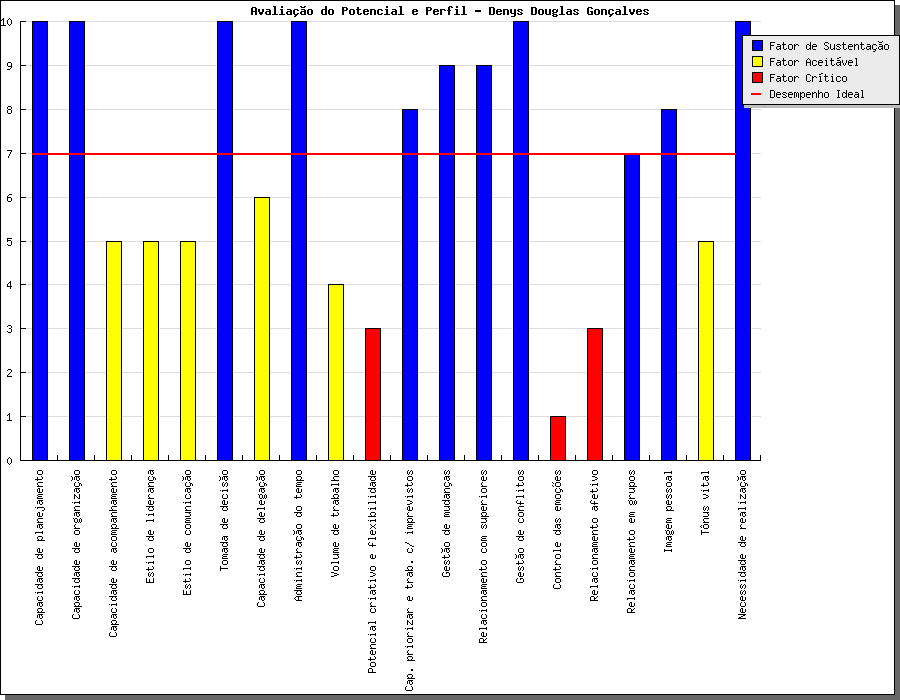 Avaliação do Potencial e Perfil - Denys Douglas Gonçalves
10
9
8
7
6
5
4
3
2
1
0
Fator de Sustentação
Fator Aceitável
Fator Crítico
Desempenho Ideal
Capacidade de planejamento
Capacidade de organização
Capacidade de acompanhamento
Estilo de liderança
Estilo de comunicação
Tomada de decisão
Capacidade de delegação
Administração do tempo
Volume de trabalho
Potencial criativo e flexibilidade
Cap. priorizar e trab. c/ imprevistos
Gestão de mudanças
Relacionamento com superiores
Gestão de conflitos
Controle das emoções
Relacionamento afetivo
Relacionamento em grupos
Imagem pessoal
Tônus vital
Necessidade de realização